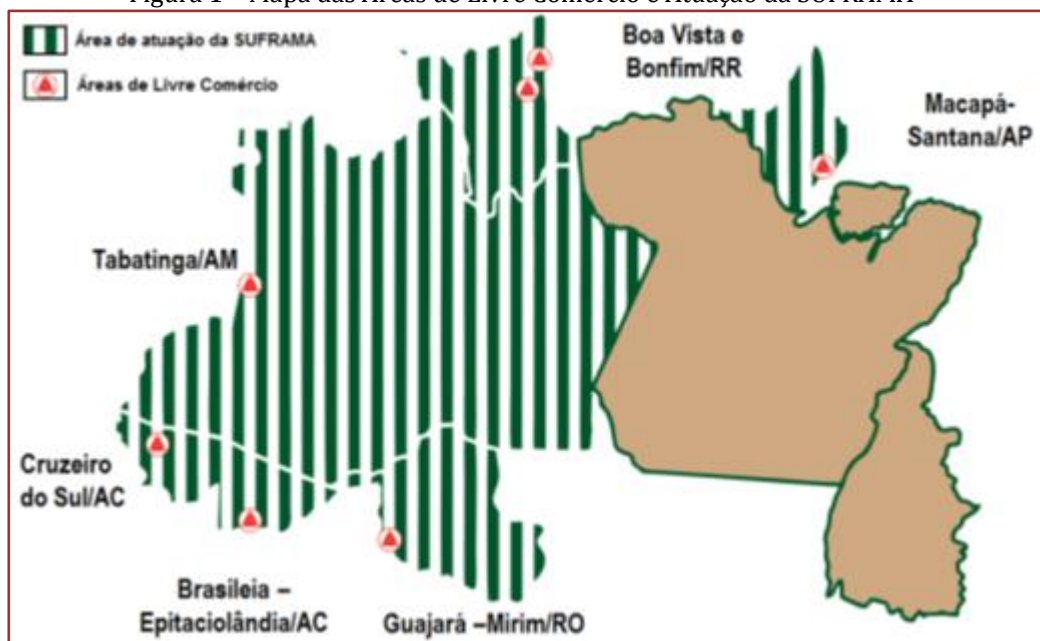 Área de atuação da SUFRAMA
Áreas de Livre Comércio
Boa Vista e
Bonfim/RR
Macapá-
Santana/AP
Tabatinga/AM
Cruzeiro
do Sul/AC
Brasileia –
Epitaciolândia/AC
Guajará –Mirim/RO